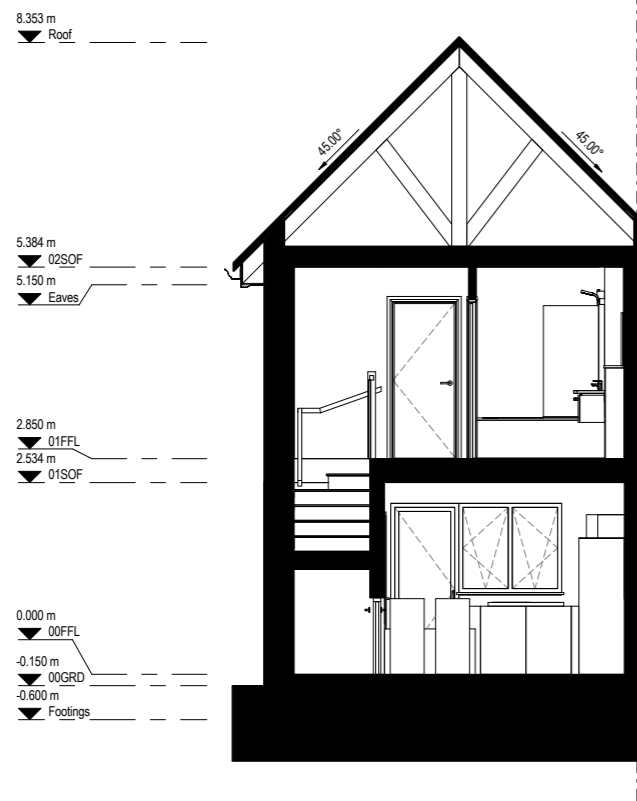 8.353 m
Roof
45.00°
45.00°
5.384 m
02SOF
5.150 m
Eaves
2.850 m
01FFL
2.534 m
01SOF
0.000 m
00FFL
-0.150 m
00GRD
-0.600 m
Footings